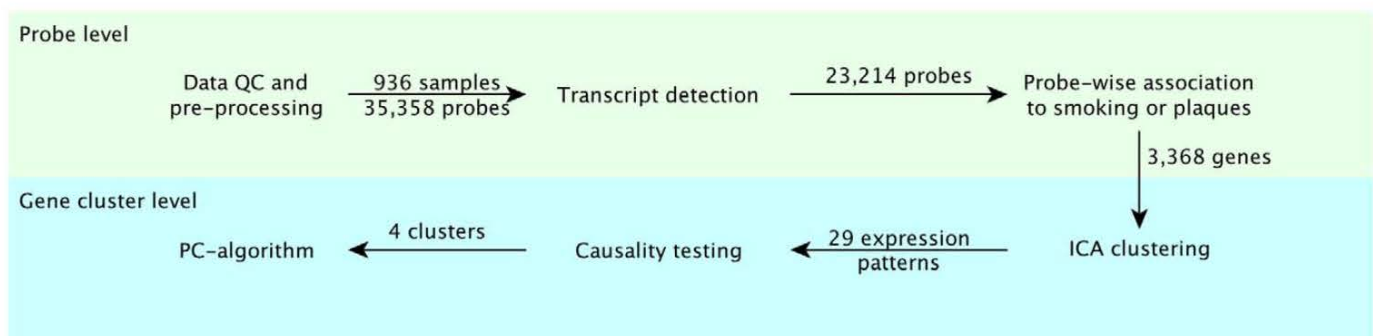 Probe level
Data QC and
pre-processing
936 samples
35,358 probes
Transcript detection
23,214 probes
Probe-wise association
to smoking or plaques
3,368 genes
Gene cluster level
PC-algorithm
4 clusters
Causality testing
29 expression
patterns
ICA clustering